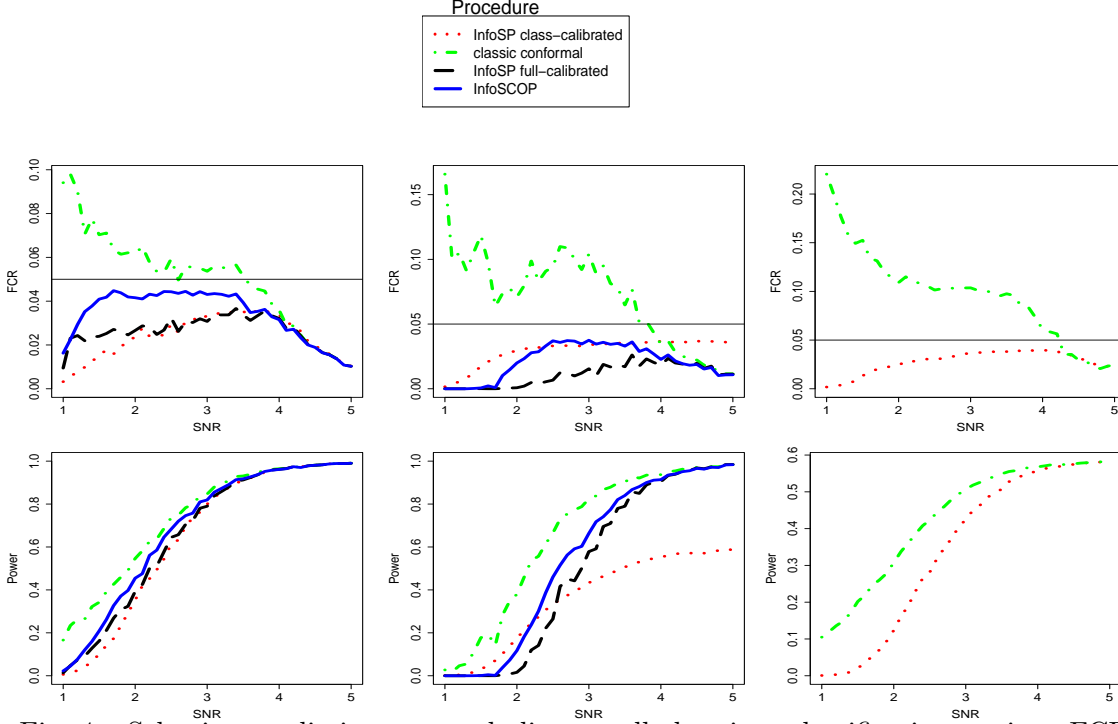 Procedure
InfoSP class−calibrated
classic conformal
InfoSP full−calibrated
InfoSCOP
FCR
0.00 0.02 0.04 0.06 0.08 0.10
1 2 3 4 5
SNR
FCR
0.00 0.05 0.10 0.15
1 2 3 4 5
SNR
FCR
0.00 0.05 0.10 0.15 0.20
1 2 3 4 5
SNR
Power
0.0 0.2 0.4 0.6 0.8 1.0
1 2 3 4 5
SNR
Power
0.0 0.2 0.4 0.6 0.8 1.0
1 2 3 4 5
SNR
Power
0.0 0.1 0.2 0.3 0.4 0.5 0.6
1 2 3 4 5
SNR